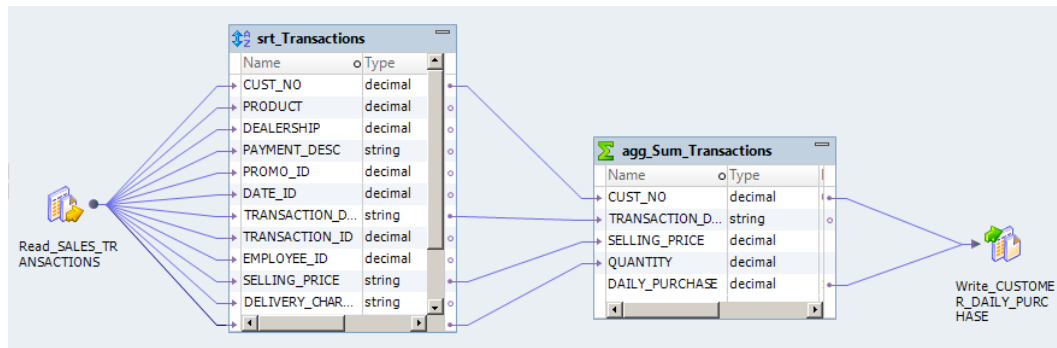 srt_Transactions
Name Type
CUST_NO decimal
PRODUCT decimal
DEALERSHIP decimal
PAYMENT_DESC string
PROMO_ID decimal
DATE_ID decimal
TRANSACTION_D... string
TRANSACTION_ID decimal
EMPLOYEE_ID decimal
SELLING_PRICE string
DELIVERY_CHAR... string
agg_Sum_Transactions
Name Type
CUST_NO decimal
TRANSACTION_D... string
SELLING_PRICE decimal
QUANTITY decimal
DAILY_PURCHASE decimal
Read_SALES_TR
ANSACTIONS
Write_CUSTOME
R_DAILY_PURC
HASE